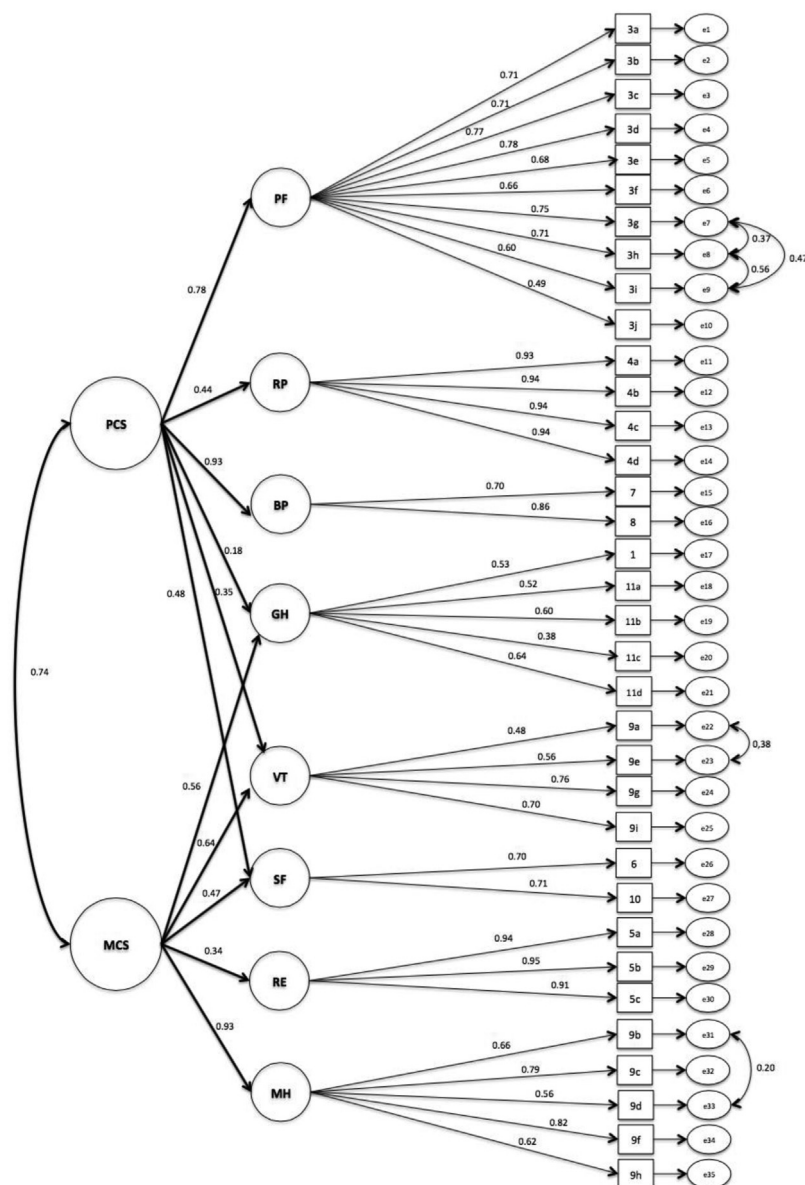 3a e1
3b e2
0.71
3c e3
0.71
0.77
3d e4
0.78
3e e5
0.68
PF
0.66
3f e6
0.75
3g e7
0.71
0.37
3h e8
0.47
0.60
0.56
0.49
3i e9
0.78
3j e10
0.93
4a e11
RP
0.44
0.94
4b e12
PCS
0.94
4c e13
0.94
4d e14
0.93
0.70
7 e15
BP
0.86
8 e16
0.18
0.53
1 e17
0.48
0.35
0.52
11a e18
GH
0.60
11b e19
0.38
11c e20
0.64
0.74
11d e21
0.48
9a e22
0,38
0.56
9e e23
VT
0.76
9g e24
0.56
0.70
9i e25
0.64
0.70
6 e26
SF
0.47
0.71
10 e27
0.94
5a e28
MCS
0.34
0.95
5b e29
RE
0.91
5c e30
0.93
0.66
9b e31
0.79
9c e32
0.20
MH
0.56
9d e33
0.82
9f e34
0.62
9h e35